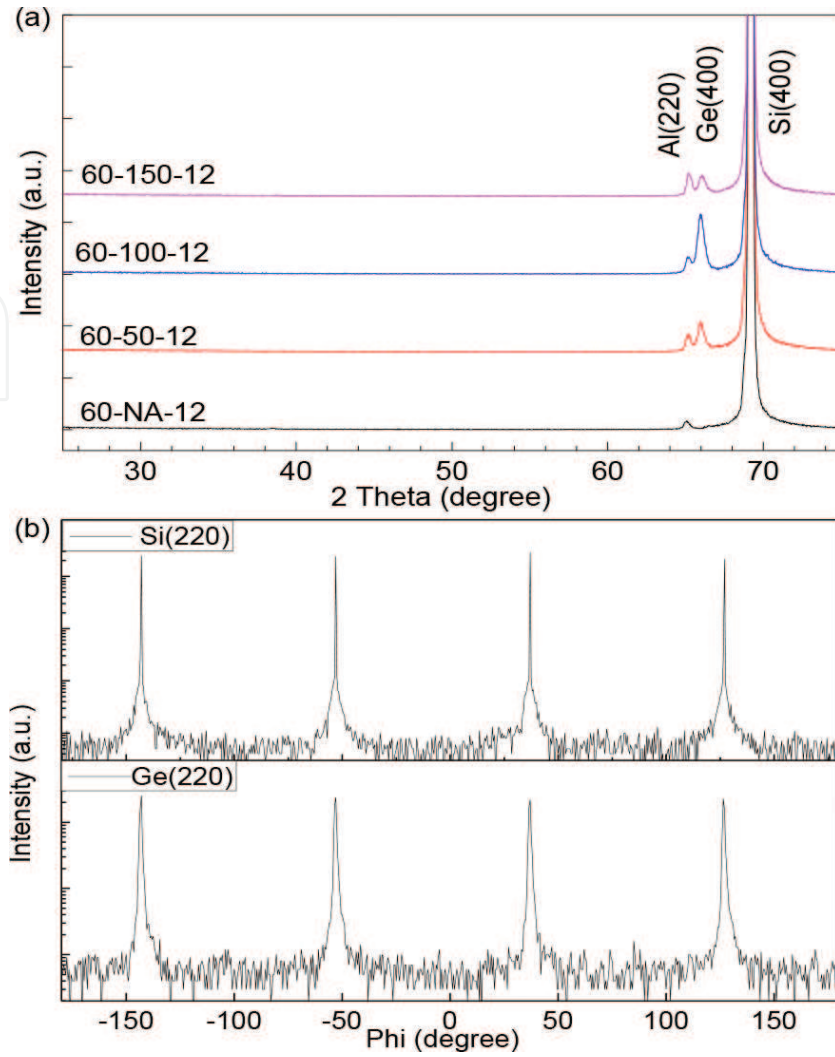 (a)
Intensity (a.u.)
Al(220)
Ge(400)
Si(400)
60-150-12
60-100-12
60-50-12
60-NA-12
30 40 50 60 70
2 Theta (degree)
(b)
Si(220)
Intensity (a.u.)
Ge(220)
-150 -100 -50 0 50 100 150
Phi (degree)